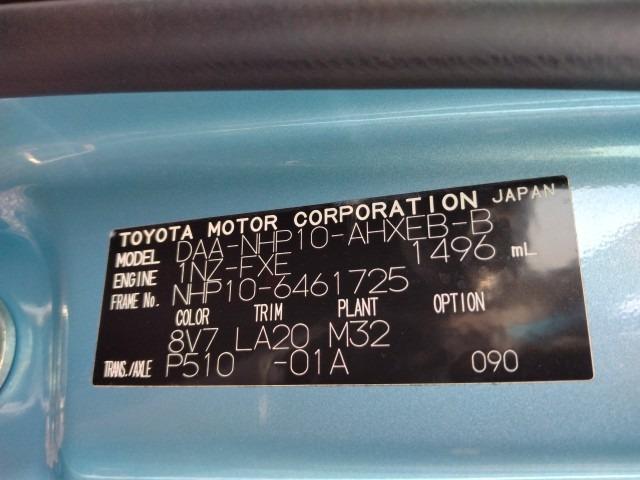 TOYOTA MOTOR CORPORATION JAPAN
MODEL DAA-NHP10-AHXEB-B
ENGINE 1NZ-FXE 1496 mL
FRAME No. NHP10-6461725
COLOR TRIM PLANT OPTION
8V7 LA20 M32
TRANS./AXLE P510 -01A 090